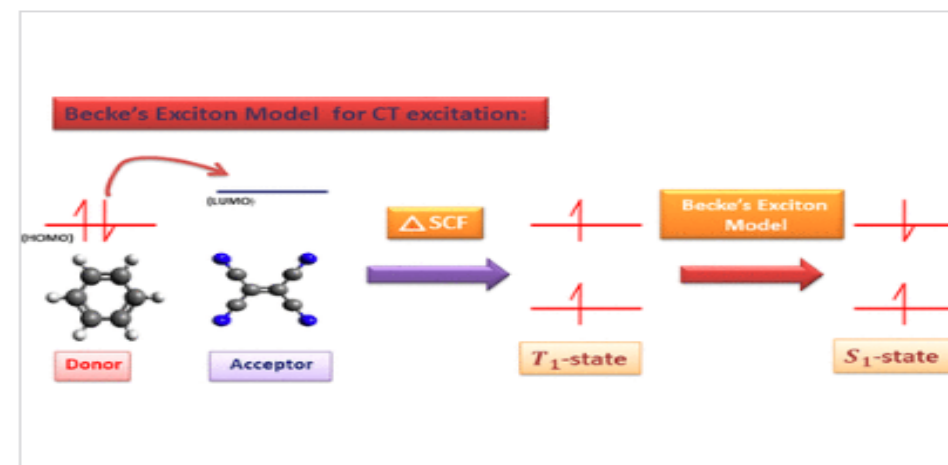 Becke's Exciton Model for CT excitation:
(LUMO)
(HOMO)
△ SCF
Becke's Exciton
Model
Donor
Acceptor
T₁-state
S₁-state